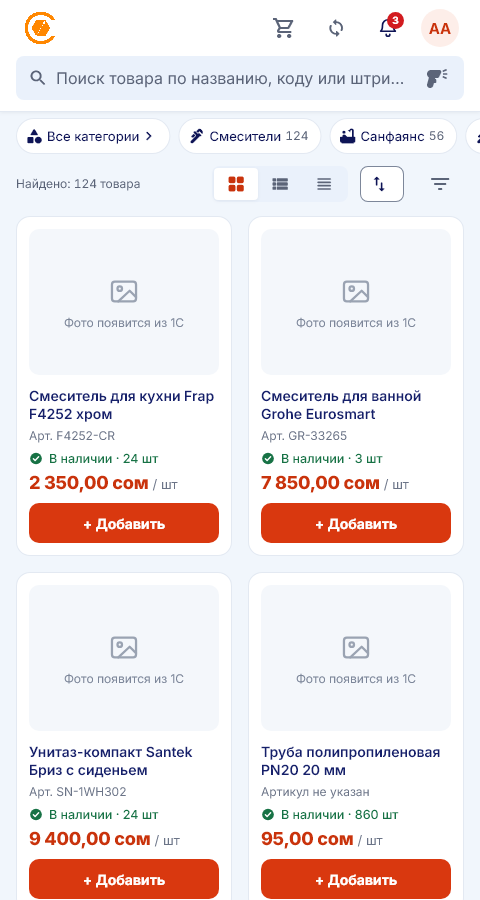 3
AA
Поиск товара по названию, коду или штри...
Все категории
Смесители 124
Санфаянс 56
Найдено: 124 товара
Фото появится из 1С
Фото появится из 1С
Смеситель для кухни Frap
F4252 хром
Арт. F4252-CR
В наличии · 24 шт
2 350,00 сом / шт
+ Добавить
Смеситель для ванной
Grohe Eurosmart
Арт. GR-33265
В наличии · 3 шт
7 850,00 сом / шт
+ Добавить
Фото появится из 1С
Фото появится из 1С
Унитаз-компакт Santek
Бриз с сиденьем
Арт. SN-1WH302
В наличии · 24 шт
9 400,00 сом / шт
+ Добавить
Труба полипропиленовая
PN20 20 мм
Артикул не указан
В наличии · 860 шт
95,00 сом / шт
+ Добавить